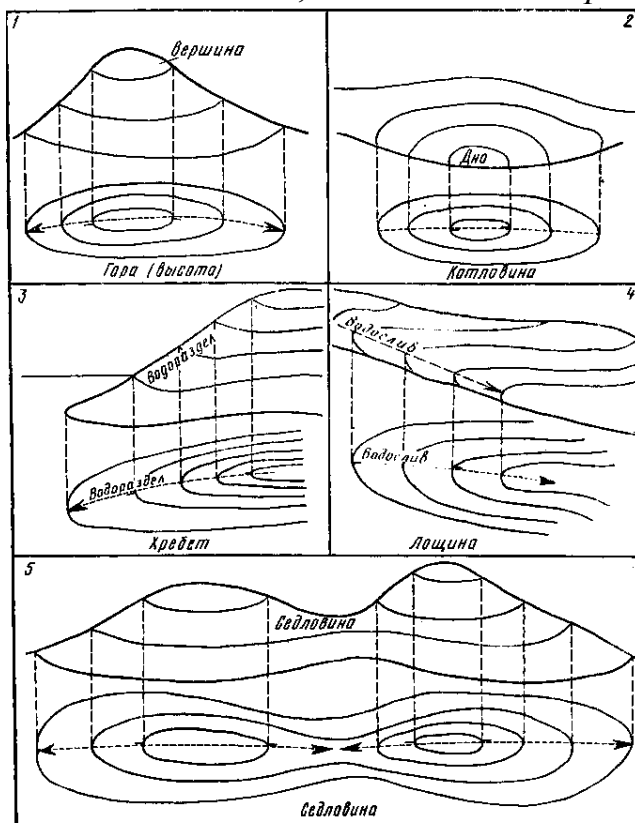 1
вершина
Гора (высота)
2
Дно
Котловина
3
Водораздел
Водораздел
Хребет
4
Водослив
Водослив
Лощина
5
Седловина
Седловина